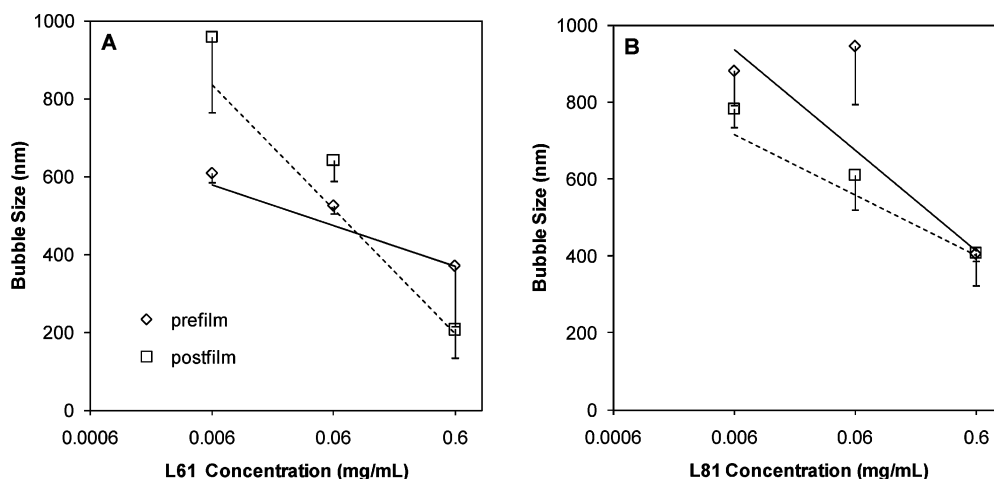 A
1000
800
600
400
200
0
Bubble Size (nm)
prefilm
postfilm
0.0006 0.006 0.06 0.6
L61 Concentration (mg/mL)
B
1000
800
600
400
200
0
Bubble Size (nm)
0.0006 0.006 0.06 0.6
L81 Concentration (mg/mL)